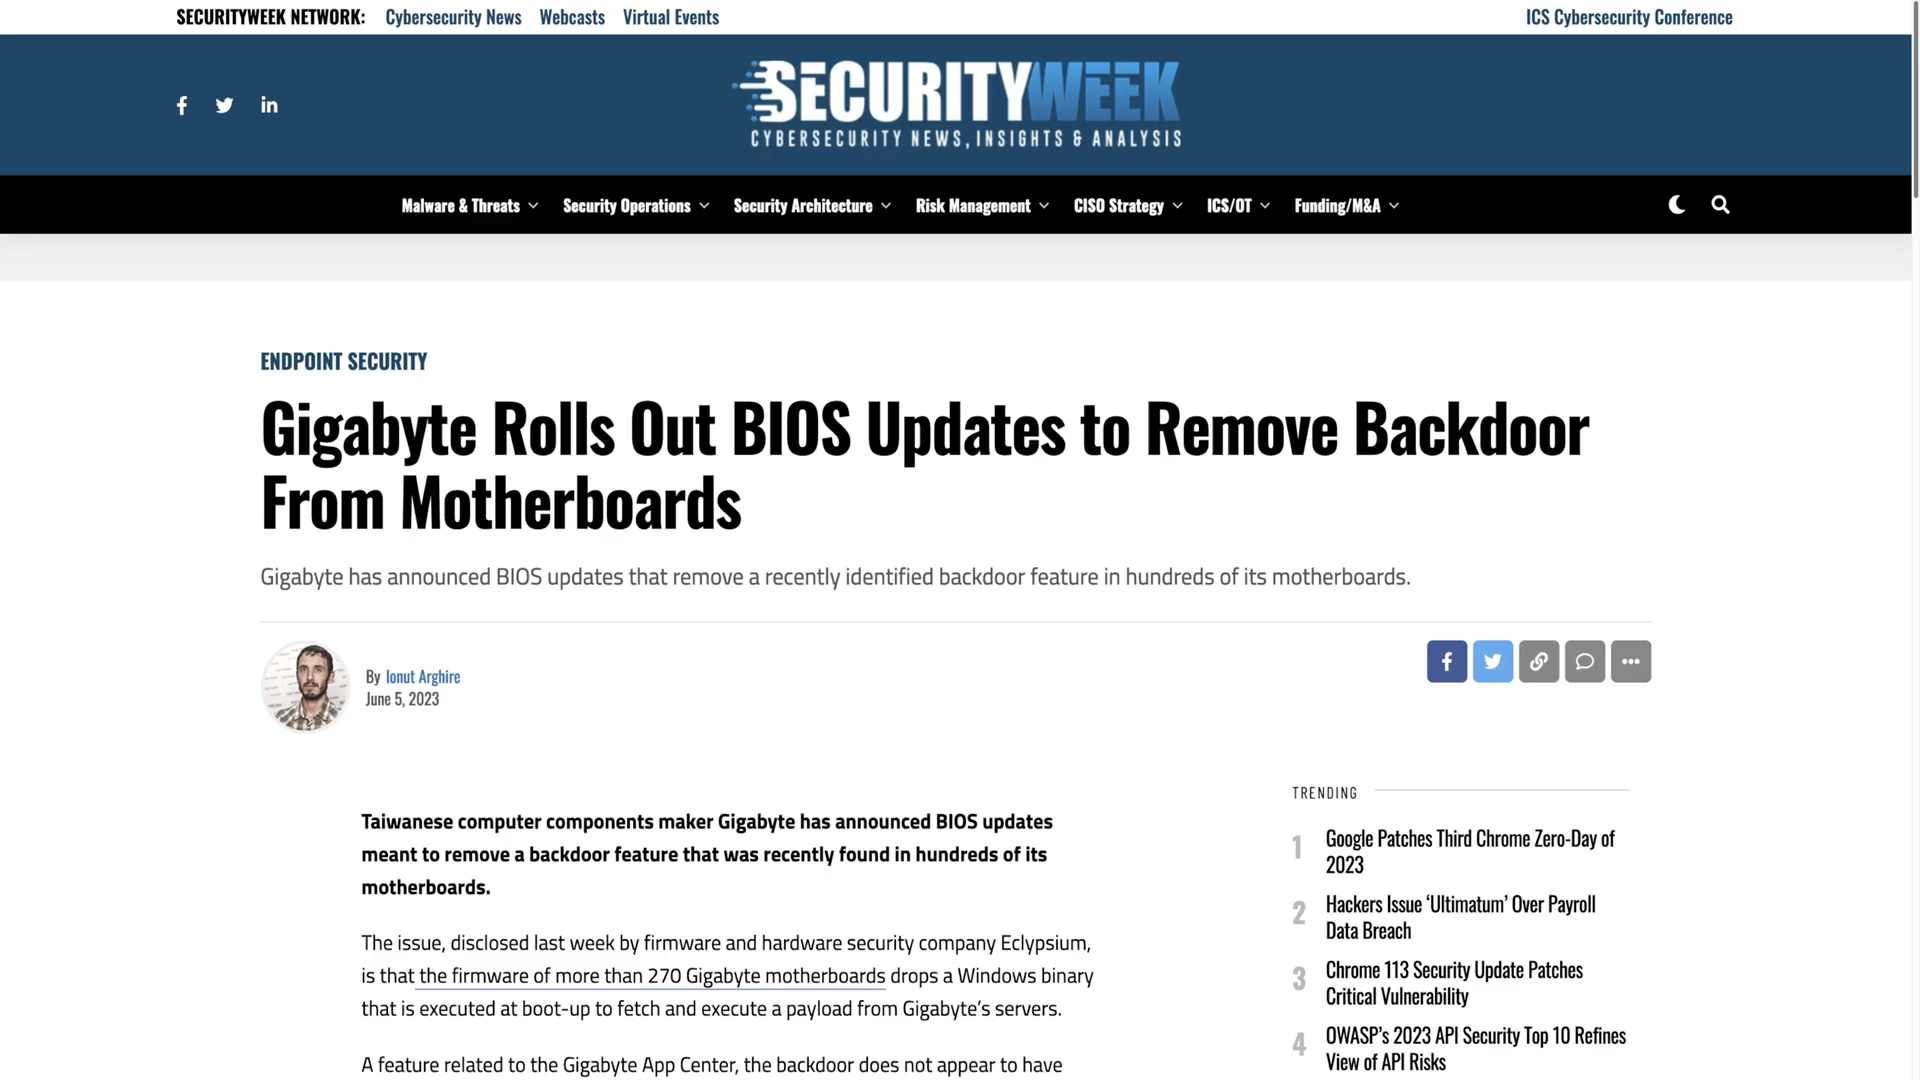 SECURITYWEEK NETWORK: Cybersecurity News Webcasts Virtual Events ICS Cybersecurity Conference
SECURITYWEEK
CYBERSECURITY NEWS, INSIGHTS & ANALYSIS
Malware & Threats Security Operations Security Architecture Risk Management CISO Strategy ICS/OT Funding/M&A
ENDPOINT SECURITY
Gigabyte Rolls Out BIOS Updates to Remove Backdoor
From Motherboards
Gigabyte has announced BIOS updates that remove a recently identified backdoor feature in hundreds of its motherboards.
By Ionut Arghire
June 5, 2023
Taiwanese computer components maker Gigabyte has announced BIOS updates
meant to remove a backdoor feature that was recently found in hundreds of its
motherboards.
The issue, disclosed last week by firmware and hardware security company Eclypsium,
is that the firmware of more than 270 Gigabyte motherboards drops a Windows binary
that is executed at boot-up to fetch and execute a payload from Gigabyte's servers.
A feature related to the Gigabyte App Center, the backdoor does not appear to have
TRENDING
1 Google Patches Third Chrome Zero-Day of
2023
2 Hackers Issue ‘Ultimatum’ Over Payroll
Data Breach
3 Chrome 113 Security Update Patches
Critical Vulnerability
4 OWASP's 2023 API Security Top 10 Refines
View of API Risks